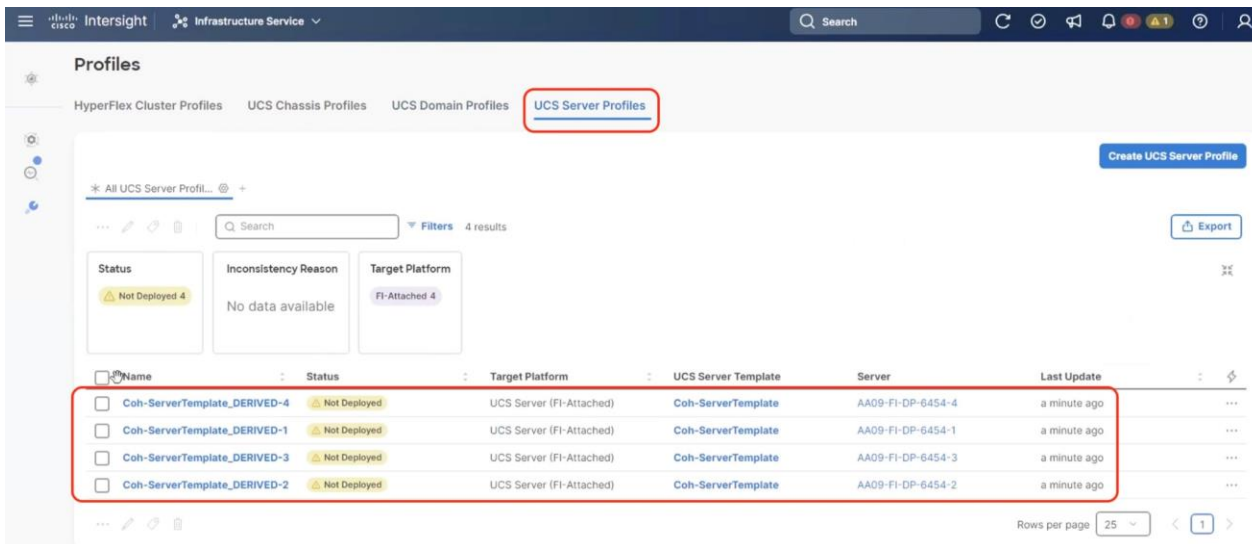 CISCO Intersight Infrastructure Service Search 0 1
Profiles
HyperFlex Cluster Profiles UCS Chassis Profiles UCS Domain Profiles UCS Server Profiles
Create UCS Server Profile
All UCS Server Profil... +
... Search Filters 4 results Export
Status Inconsistency Reason Target Platform
Not Deployed 4 No data available FI-Attached 4
Name Status Target Platform UCS Server Template Server Last Update
Coh-ServerTemplate_DERIVED-4 Not Deployed UCS Server (FI-Attached) Coh-ServerTemplate AA09-FI-DP-6454-4 a minute ago ...
Coh-ServerTemplate_DERIVED-1 Not Deployed UCS Server (FI-Attached) Coh-ServerTemplate AA09-FI-DP-6454-1 a minute ago ...
Coh-ServerTemplate_DERIVED-3 Not Deployed UCS Server (FI-Attached) Coh-ServerTemplate AA09-FI-DP-6454-3 a minute ago ...
Coh-ServerTemplate_DERIVED-2 Not Deployed UCS Server (FI-Attached) Coh-ServerTemplate AA09-FI-DP-6454-2 a minute ago ...
... Rows per page 25 < 1 >